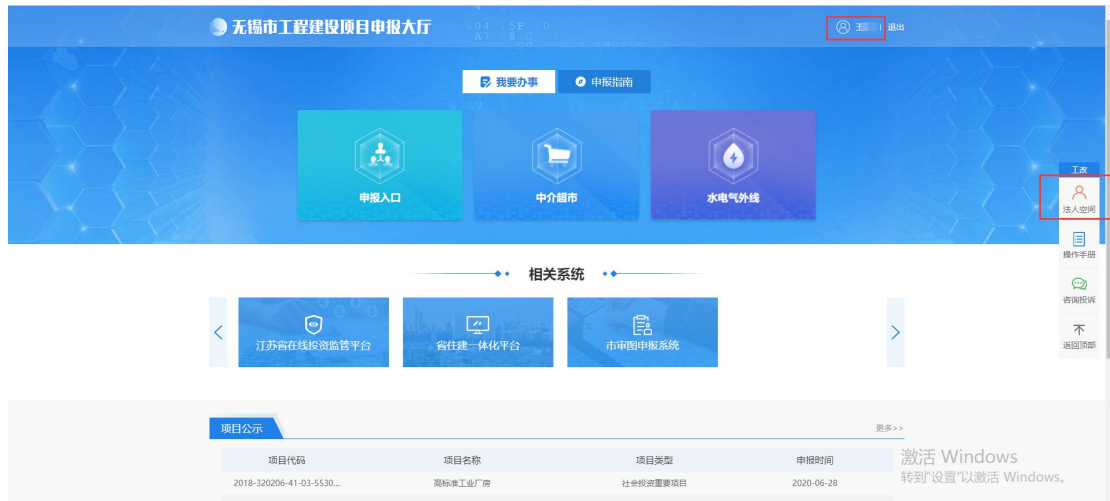 无锡市工程建设项目申报大厅
王 | 退出
我要办事
申报指南
申报入口
中介超市
水电气外线
工改
法人空间
操作手册
咨询投诉
返回顶部
相关系统
江苏省在线投资监管平台
省住建一体化平台
市审图申报系统
项目公示
更多>>
项目代码 项目名称 项目类型 申报时间
2018-320206-41-03-5530... 高标准工业厂房 社会投资重要项目 2020-06-28
激活 Windows
转到"设置"以激活 Windows。